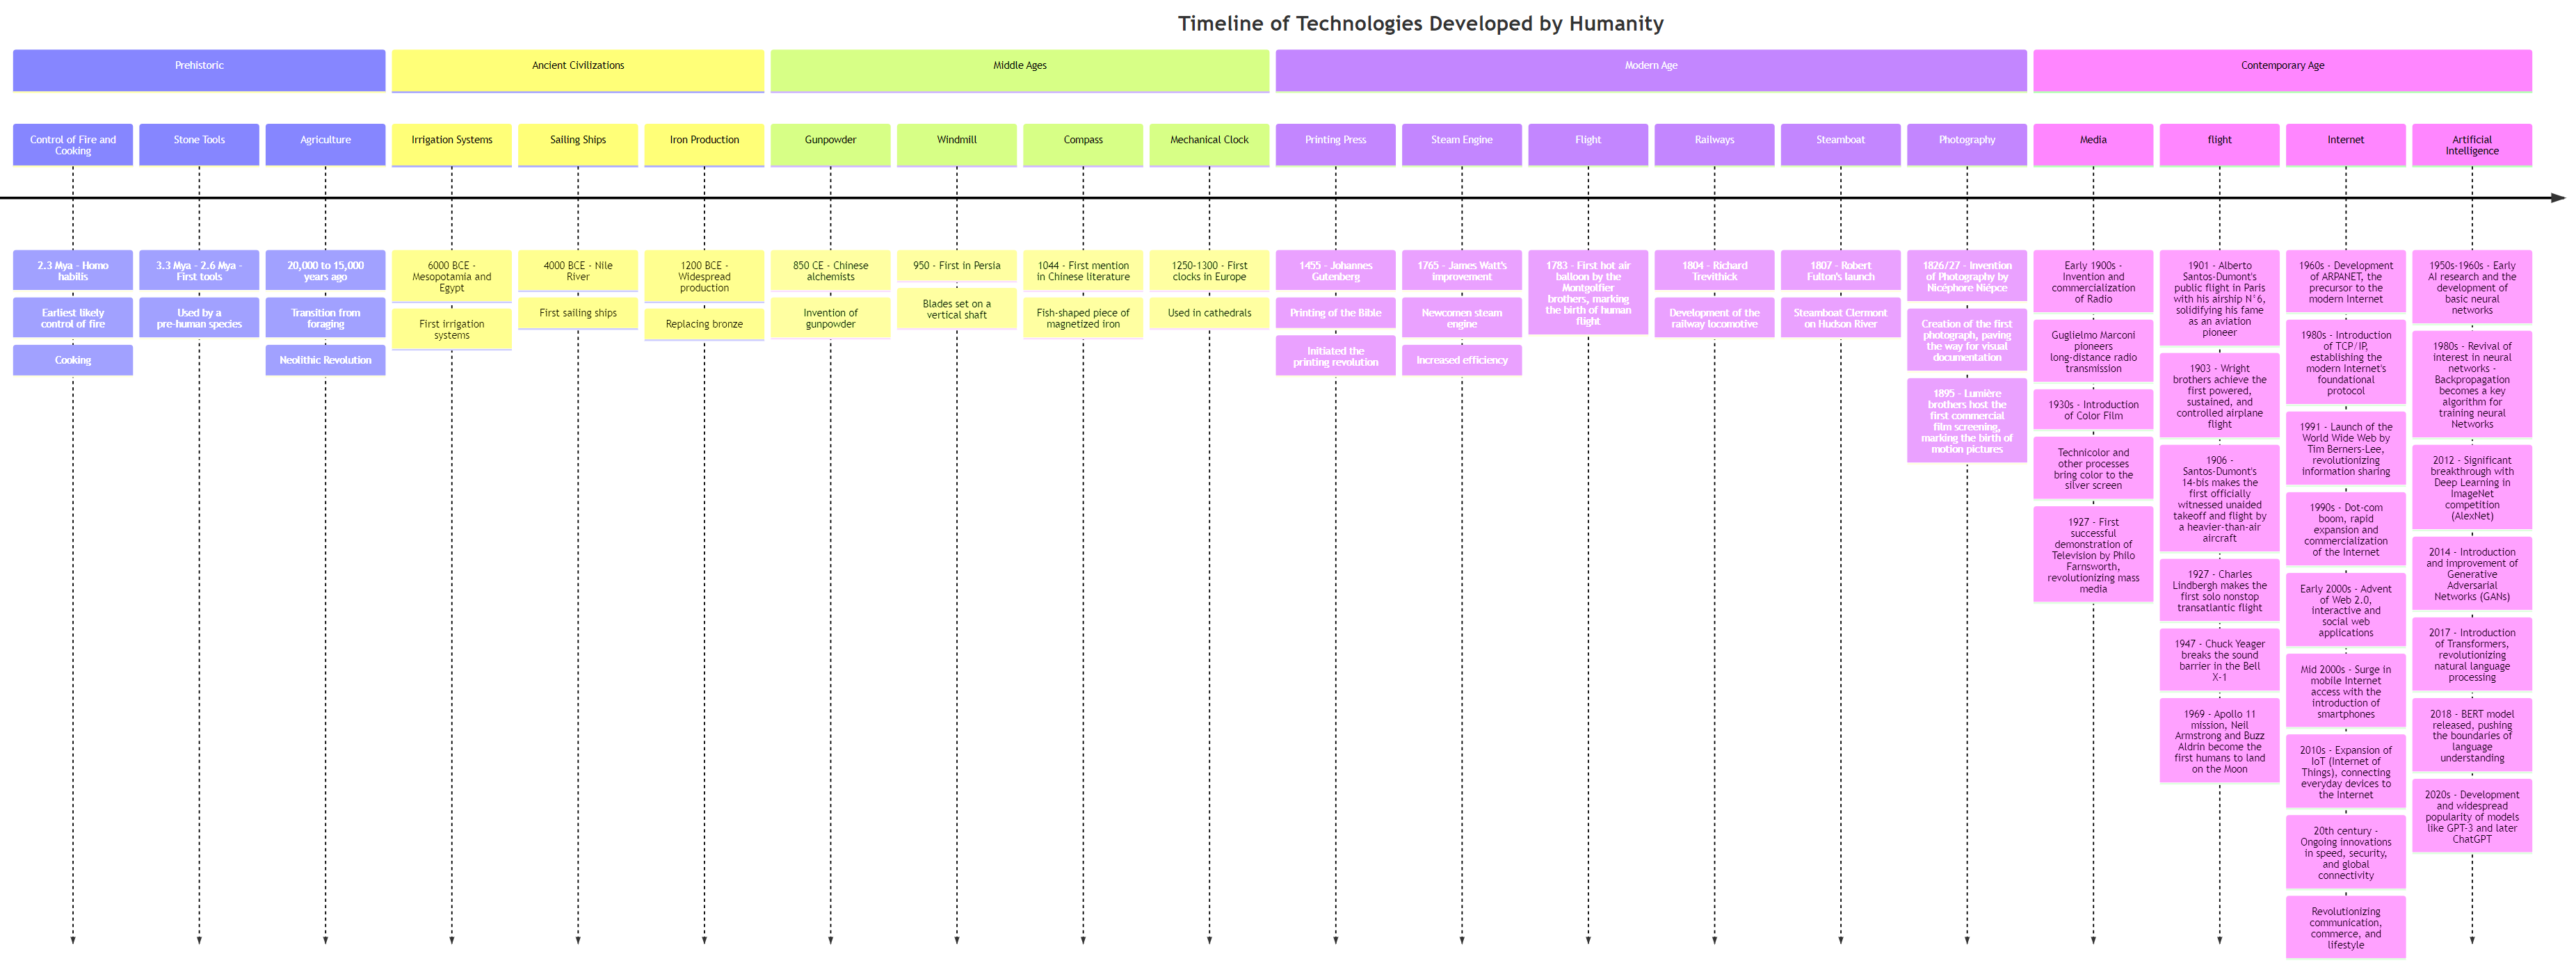 Timeline of Technologies Developed by Humanity
Prehistoric
Ancient Civilizations
Middle Ages
Modern Age
Contemporary Age
Control of Fire and
Cooking
Stone Tools
Agriculture
Irrigation Systems
Sailing Ships
Iron Production
Gunpowder
Windmill
Compass
Mechanical Clock
Printing Press
Steam Engine
Flight
Railways
Steamboat
Photography
Media
flight
Internet
Artificial
Intelligence
2.3 Mya - Homo
habilis
Earliest likely
control of fire
Cooking
3.3 Mya - 2.6 Mya -
First tools
Used by a
pre-human species
20,000 to 15,000
years ago
Transition from
foraging
Neolithic Revolution
6000 BCE -
Mesopotamia and
Egypt
First irrigation
systems
4000 BCE - Nile
River
First sailing ships
1200 BCE -
Widespread
production
Replacing bronze
850 CE - Chinese
alchemists
Invention of
gunpowder
950 - First in Persia
Blades set on a
vertical shaft
1044 - First mention
in Chinese literature
Fish-shaped piece of
magnetized iron
1250-1300 - First
clocks in Europe
Used in cathedrals
1455 - Johannes
Gutenberg
Printing of the Bible
Initiated the
printing revolution
1765 - James Watt's
improvement
Newcomen steam
engine
Increased efficiency
1783 - First hot air
balloon by the
Montgolfier
brothers, marking
the birth of human
flight
1804 - Richard
Trevithick
Development of the
railway locomotive
1807 - Robert
Fulton's launch
Steamboat Clermont
on Hudson River
1826/27 - Invention
of Photography by
Nicéphore Niépce
Creation of the first
photograph, paving
the way for visual
documentation
1895 - Lumière
brothers host the
first commercial
film screening,
marking the birth of
motion pictures
Early 1900s -
Invention and
commercialization
of Radio
Guglielmo Marconi
pioneers
long-distance radio
transmission
1930s - Introduction
of Color Film
Technicolor and
other processes
bring color to the
silver screen
1927 - First
successful
demonstration of
Television by Philo
Farnsworth,
revolutionizing mass
media
1901 - Alberto
Santos-Dumont's
public flight in Paris
with his airship N°6,
solidifying his fame
as an aviation
pioneer
1903 - Wright
brothers achieve the
first powered,
sustained, and
controlled airplane
flight
1906 -
Santos-Dumont's
14-bis makes the
first officially
witnessed unaided
takeoff and flight by
a heavier-than-air
aircraft
1927 - Charles
Lindbergh makes the
first solo nonstop
transatlantic flight
1947 - Chuck Yeager
breaks the sound
barrier in the Bell
X-1
1969 - Apollo 11
mission, Neil
Armstrong and Buzz
Aldrin become the
first humans to land
on the Moon
1960s - Development
of ARPANET, the
precursor to the
modern Internet
1980s - Introduction
of TCP/IP,
establishing the
modern Internet's
foundational
protocol
1991 - Launch of the
World Wide Web by
Tim Berners-Lee,
revolutionizing
information sharing
1990s - Dot-com
boom, rapid
expansion and
commercialization
of the Internet
Early 2000s - Advent
of Web 2.0,
interactive and
social web
applications
Mid 2000s - Surge in
mobile Internet
access with the
introduction of
smartphones
2010s - Expansion of
IoT (Internet of
Things), connecting
everyday devices to
the Internet
20th century -
Ongoing innovations
in speed, security,
and global
connectivity
Revolutionizing
communication,
commerce, and
lifestyle
1950s-1960s - Early
AI research and the
development of
basic neural
networks
1980s - Revival of
interest in neural
networks -
Backpropagation
becomes a key
algorithm for
training neural
Networks
2012 - Significant
breakthrough with
Deep Learning in
ImageNet
competition
(AlexNet)
2014 - Introduction
and improvement of
Generative
Adversarial
Networks (GANs)
2017 - Introduction
of Transformers,
revolutionizing
natural language
processing
2018 - BERT model
released, pushing
the boundaries of
language
understanding
2020s - Development
and widespread
popularity of models
like GPT-3 and later
ChatGPT